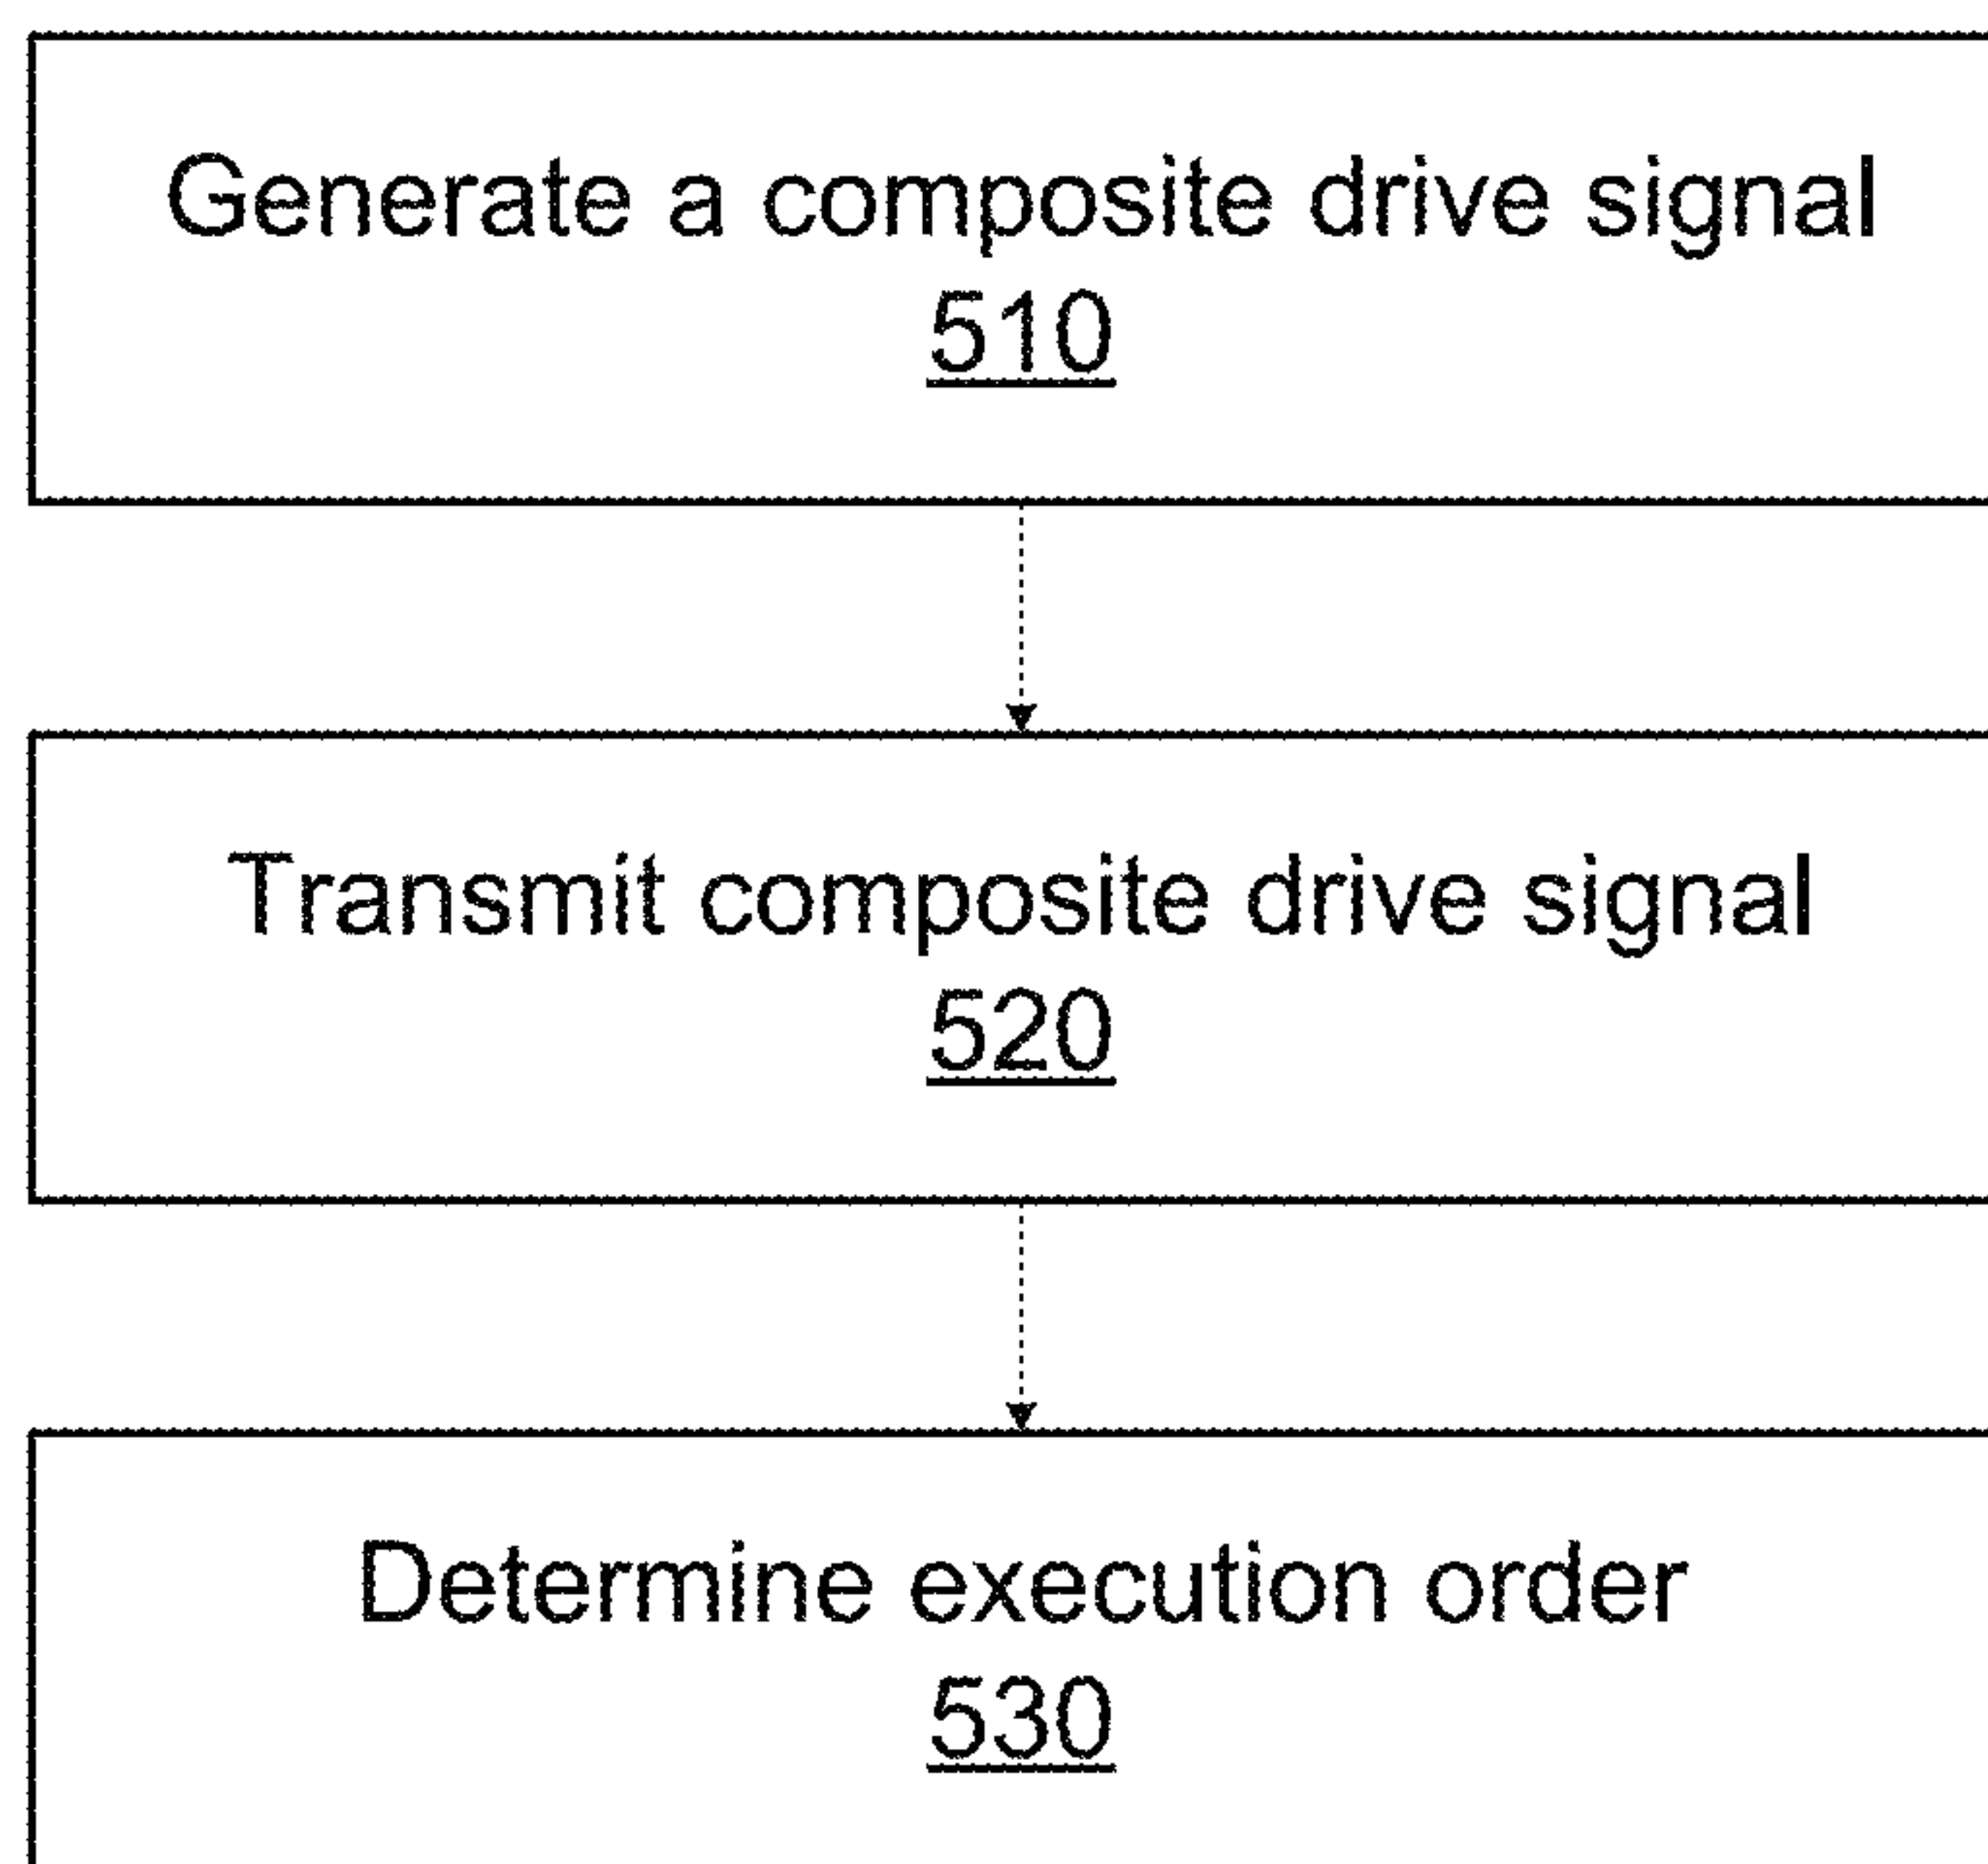 Generate a composite drive signal
510
Transmit composite drive signal
520
Determine execution order
530